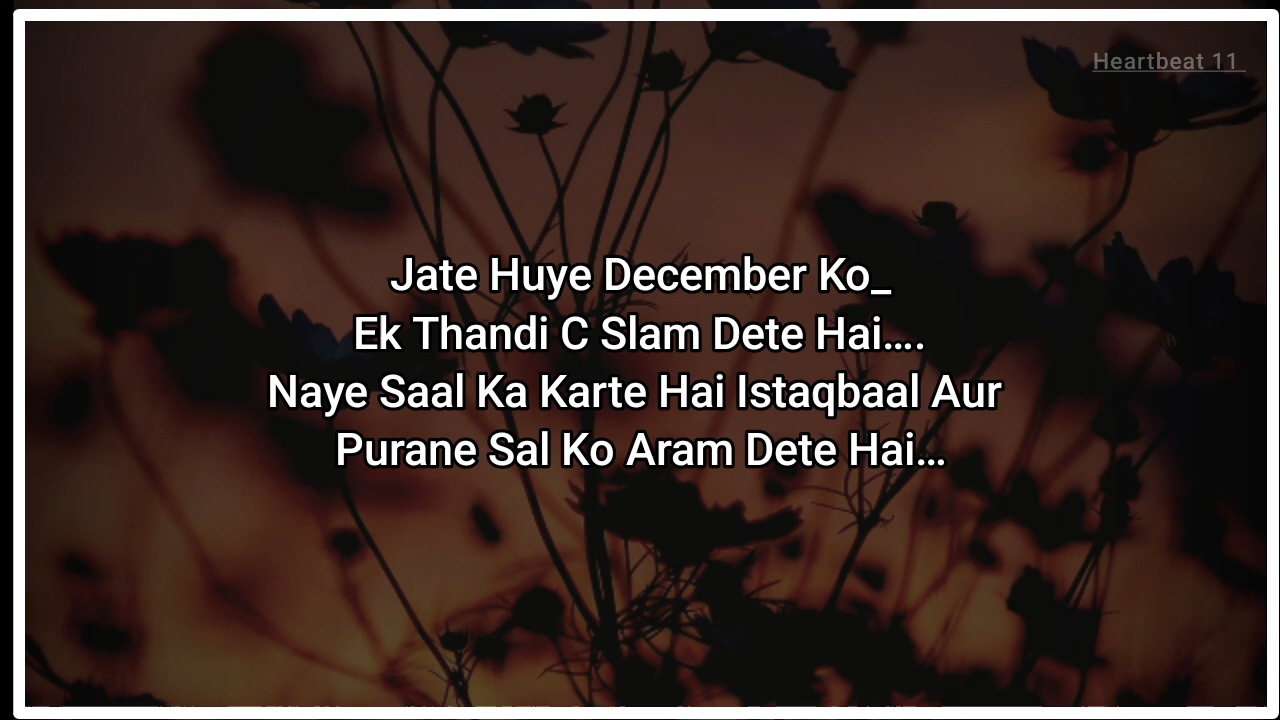 Heartbeat 11
Jate Huye December Ko_
Ek Thandi C Slam Dete Hai....
Naye Saal Ka Karte Hai Istaqbaal Aur
Purane Sal Ko Aram Dete Hai...